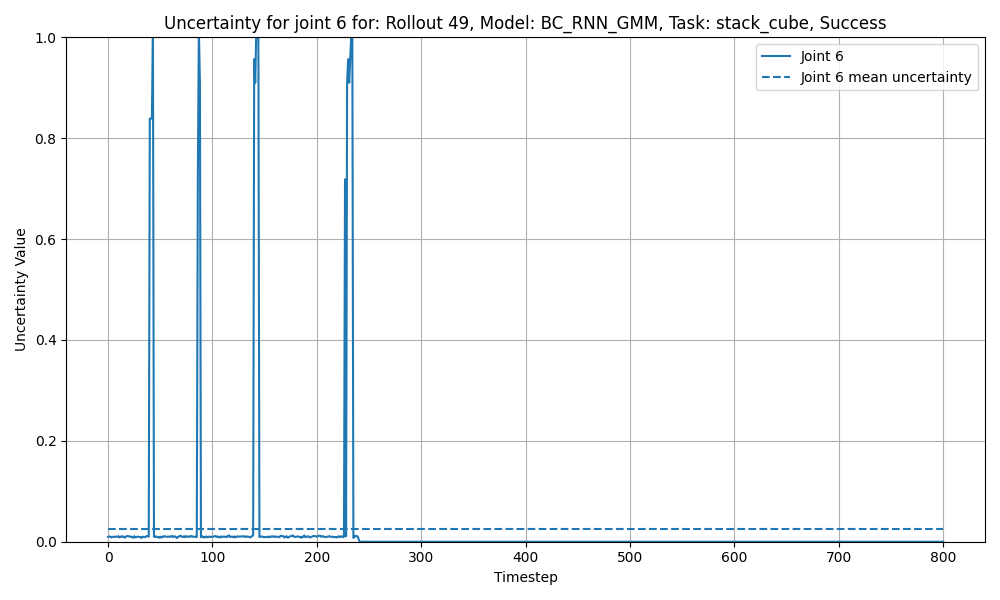 Uncertainty for joint 6 for: Rollout 49, Model: BC_RNN_GMM, Task: stack_cube, Success
Joint 6
Joint 6 mean uncertainty
Uncertainty Value
1.0
0.8
0.6
0.4
0.2
0.0
0 100 200 300 400 500 600 700 800
Timestep